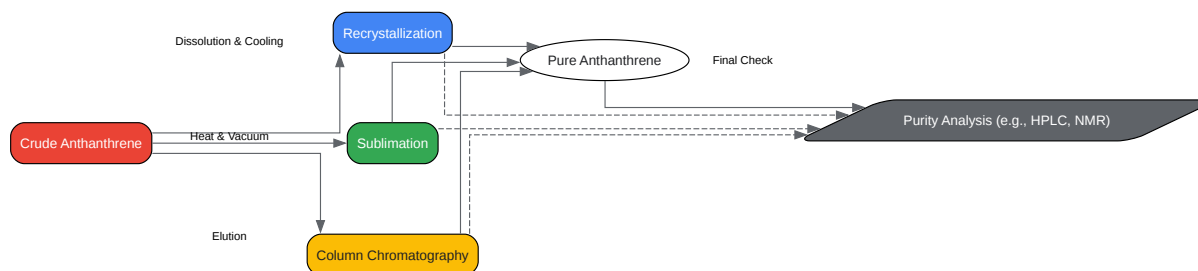 Recrystallization
Dissolution & Cooling
Pure Anthanthrene
Final Check
Purity Analysis (e.g., HPLC, NMR)
Heat & Vacuum
Crude Anthanthrene
Sublimation
Elution
Column Chromatography